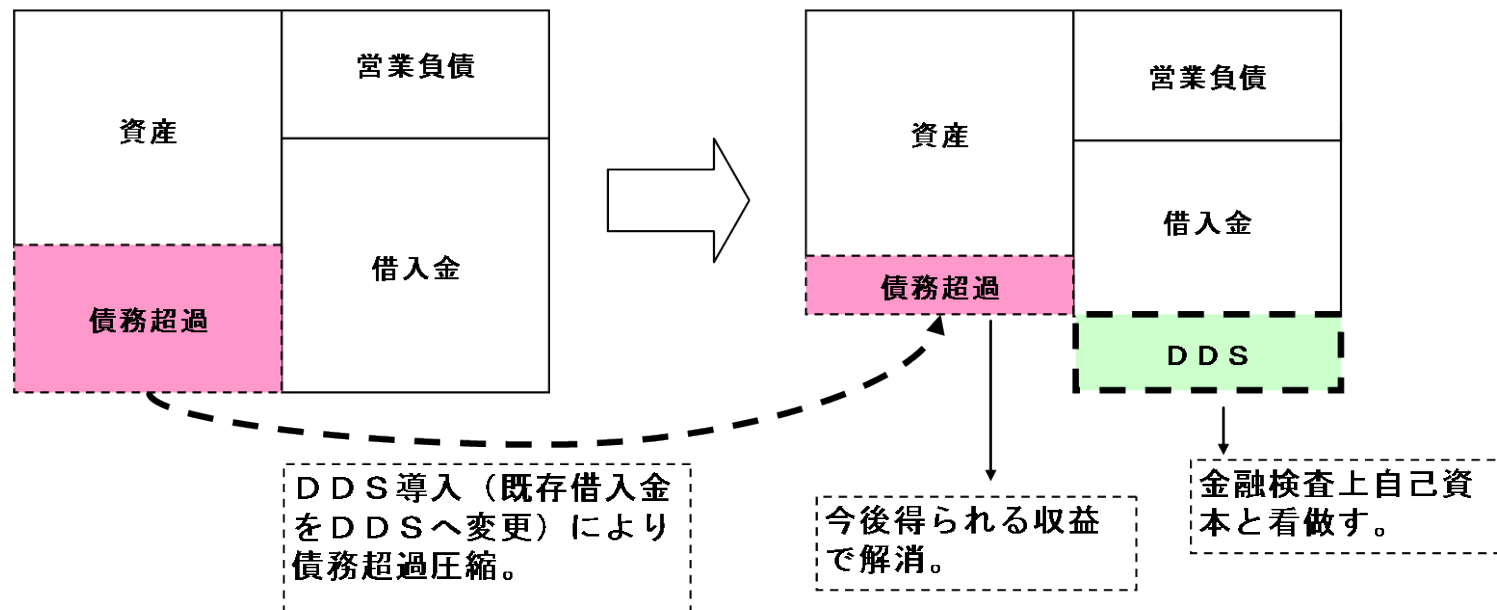 営業負債
資産
借入金
債務超過
営業負債
資産
借入金
債務超過
ＤＤＳ
ＤＤＳ導入（既存借入金
をＤＤＳへ変更）により
債務超過圧縮。
今後得られる収益
で解消。
金融検査上自己資
本と看做す。